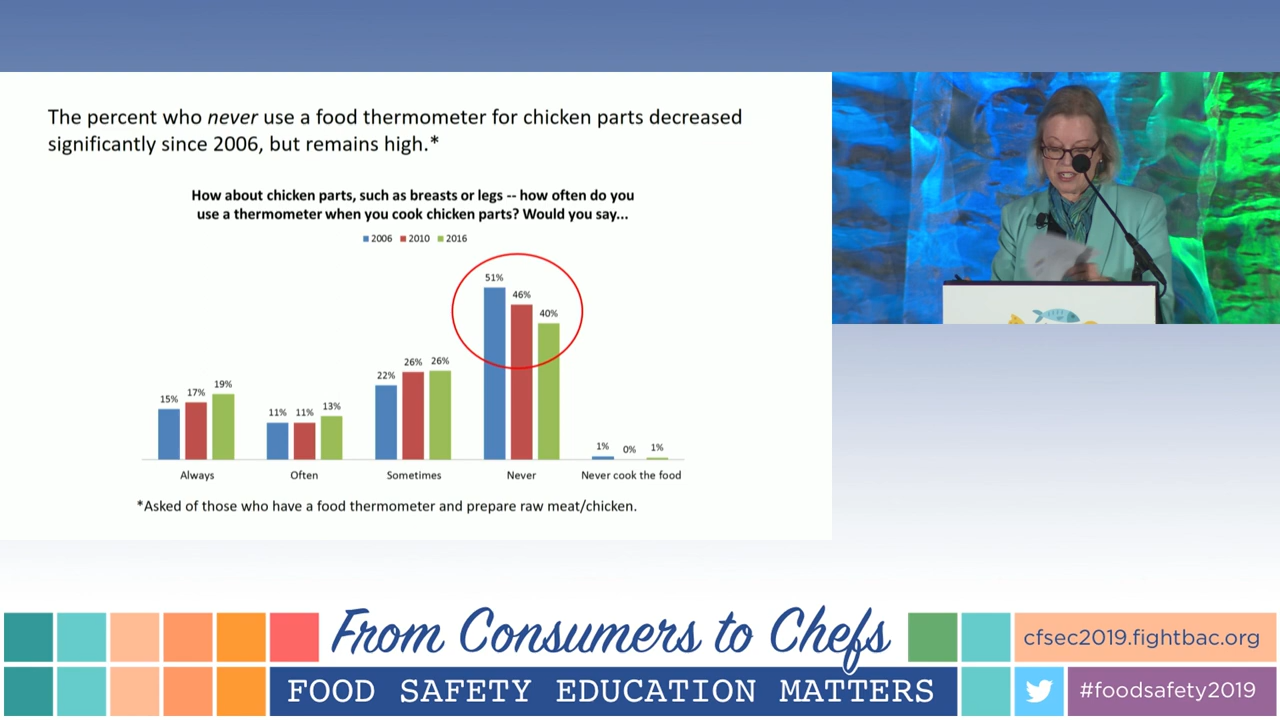 The percent who never use a food thermometer for chicken parts decreased
significantly since 2006, but remains high.*
How about chicken parts, such as breasts or legs -- how often do you
use a thermometer when you cook chicken parts? Would you say...
2006 2010 2016
15% 17% 19%
11% 11% 13%
22% 26% 26%
51% 46% 40%
1% 0% 1%
Always Often Sometimes Never Never cook the food
*Asked of those who have a food thermometer and prepare raw meat/chicken.
From Consumers to Chefs
FOOD SAFETY EDUCATION MATTERS
cfsec2019.fightbac.org
#foodsafety2019